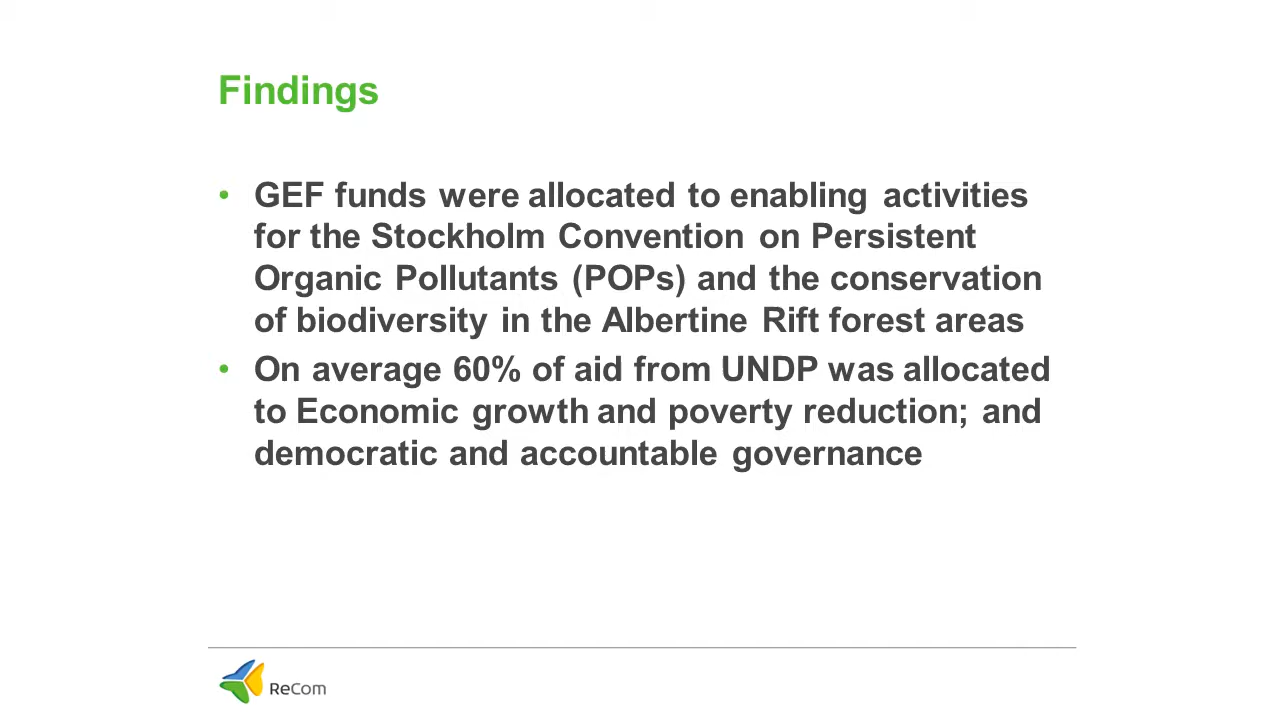 Findings
• GEF funds were allocated to enabling activities
for the Stockholm Convention on Persistent
Organic Pollutants (POPs) and the conservation
of biodiversity in the Albertine Rift forest areas
• On average 60% of aid from UNDP was allocated
to Economic growth and poverty reduction; and
democratic and accountable governance
ReCom